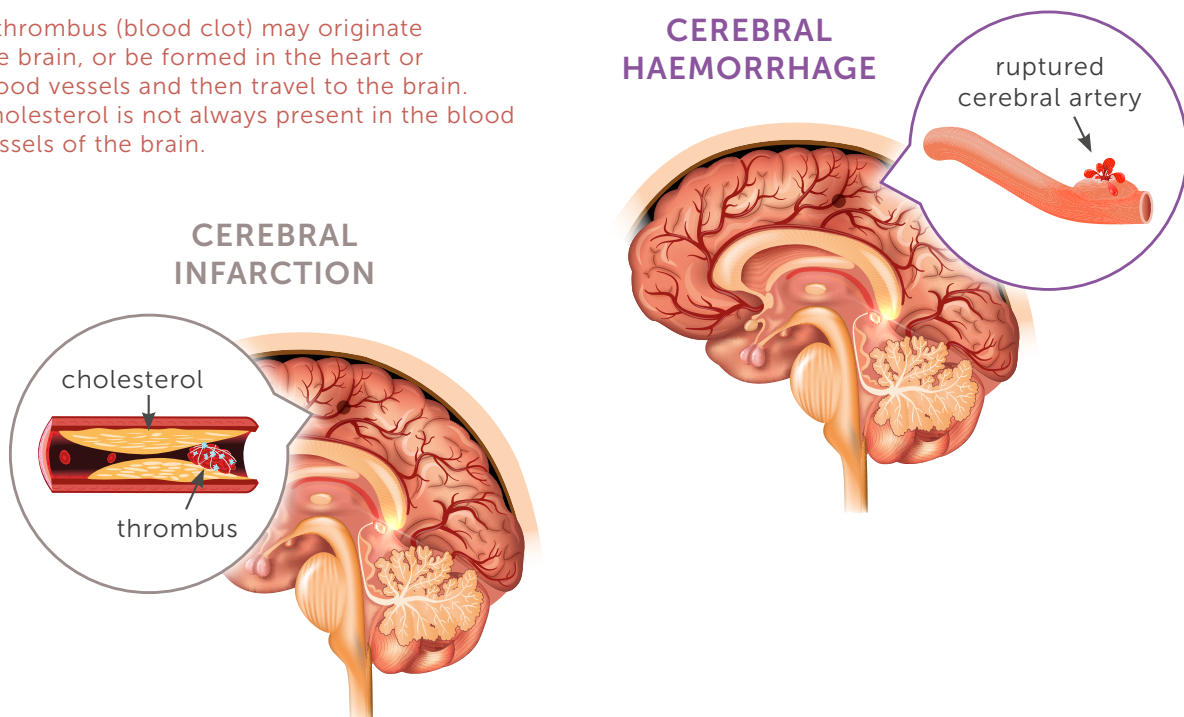 thrombus (blood clot) may originate
e brain, or be formed in the heart or
ood vessels and then travel to the brain.
holesterol is not always present in the blood
ssels of the brain.
CEREBRAL
HAEMORRHAGE
ruptured
cerebral artery
CEREBRAL
INFARCTION
cholesterol
thrombus